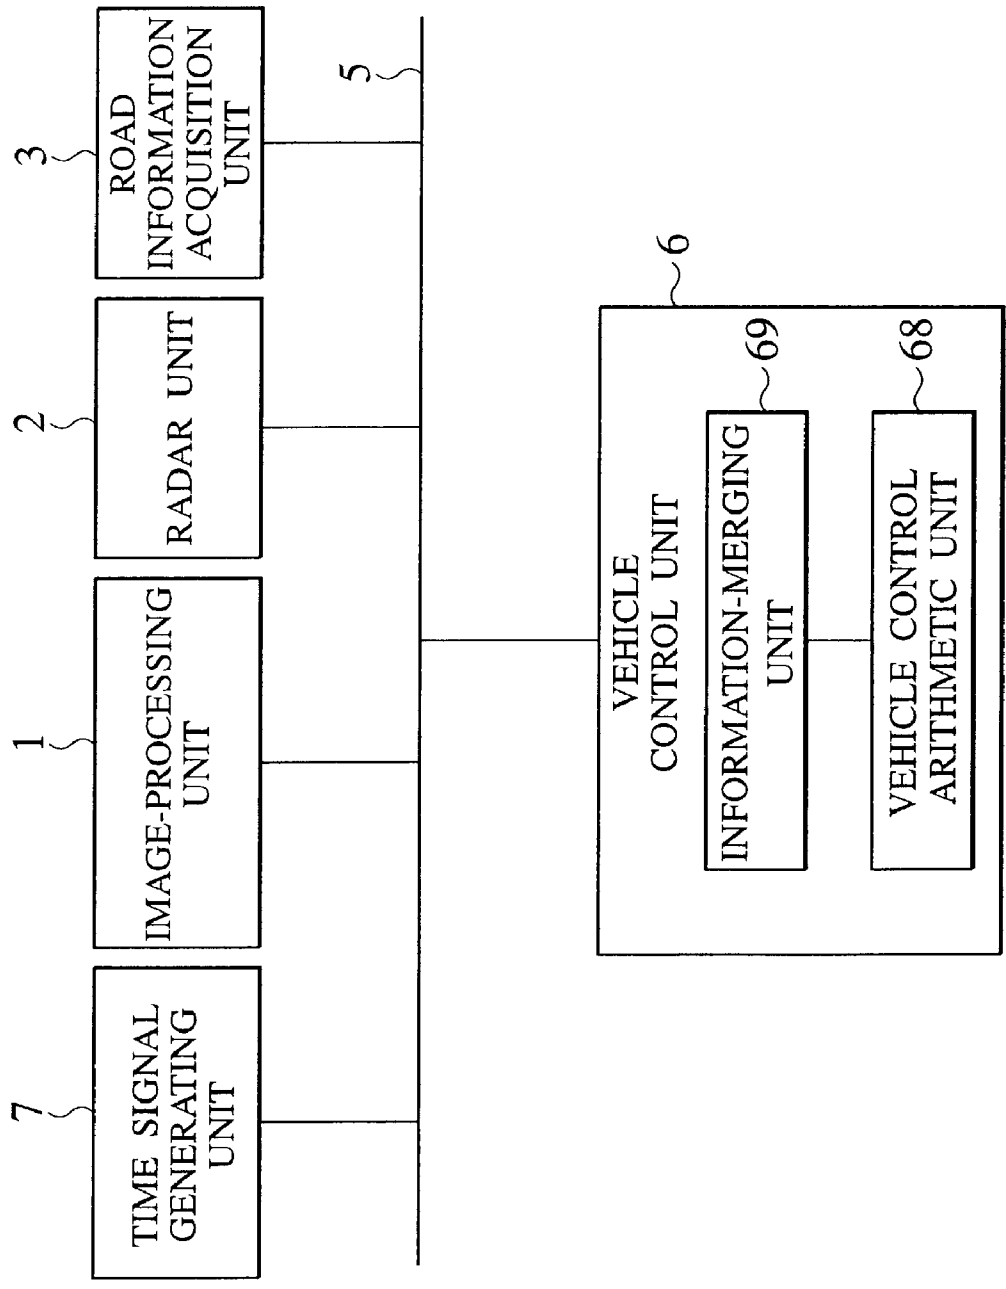 7
TIME SIGNAL
GENERATING
UNIT
1
IMAGE-PROCESSING
UNIT
2
RADAR UNIT
3
ROAD
INFORMATION
ACQUISITION
UNIT
5
6
VEHICLE
CONTROL UNIT
69
INFORMATION-MERGING
UNIT
68
VEHICLE CONTROL
ARITHMETIC UNIT